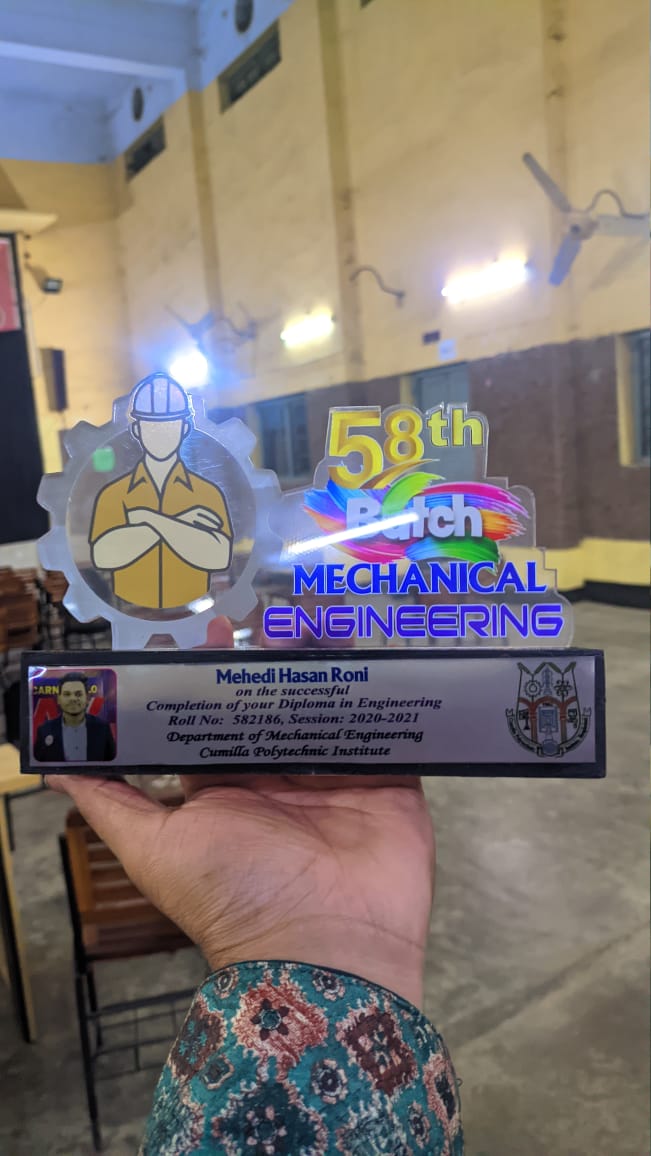 58th
Batch
MECHANICAL
ENGINEERING
Mehedi Hasan Roni
on the successful
Completion of your Diploma in Engineering
Roll No: 582186, Session: 2020-2021
Department of Mechanical Engineering
Cumilla Polytechnic Institute